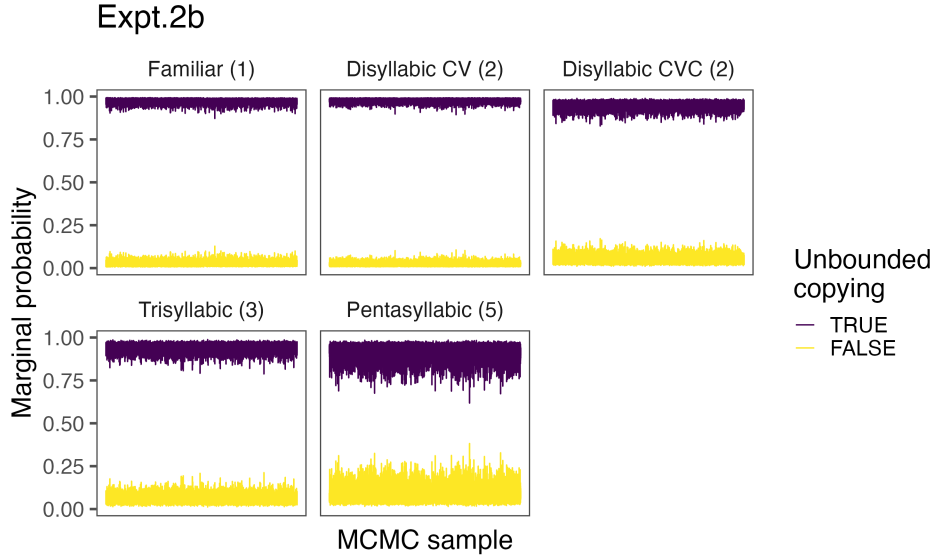 Expt.2b
Familiar (1)
Disyllabic CV (2)
Disyllabic CVC (2)
1.00
0.75
0.50
0.25
0.00
Trisyllabic (3)
Pentasyllabic (5)
1.00
0.75
0.50
0.25
0.00
Marginal probability
MCMC sample
Unbounded
copying
TRUE
FALSE